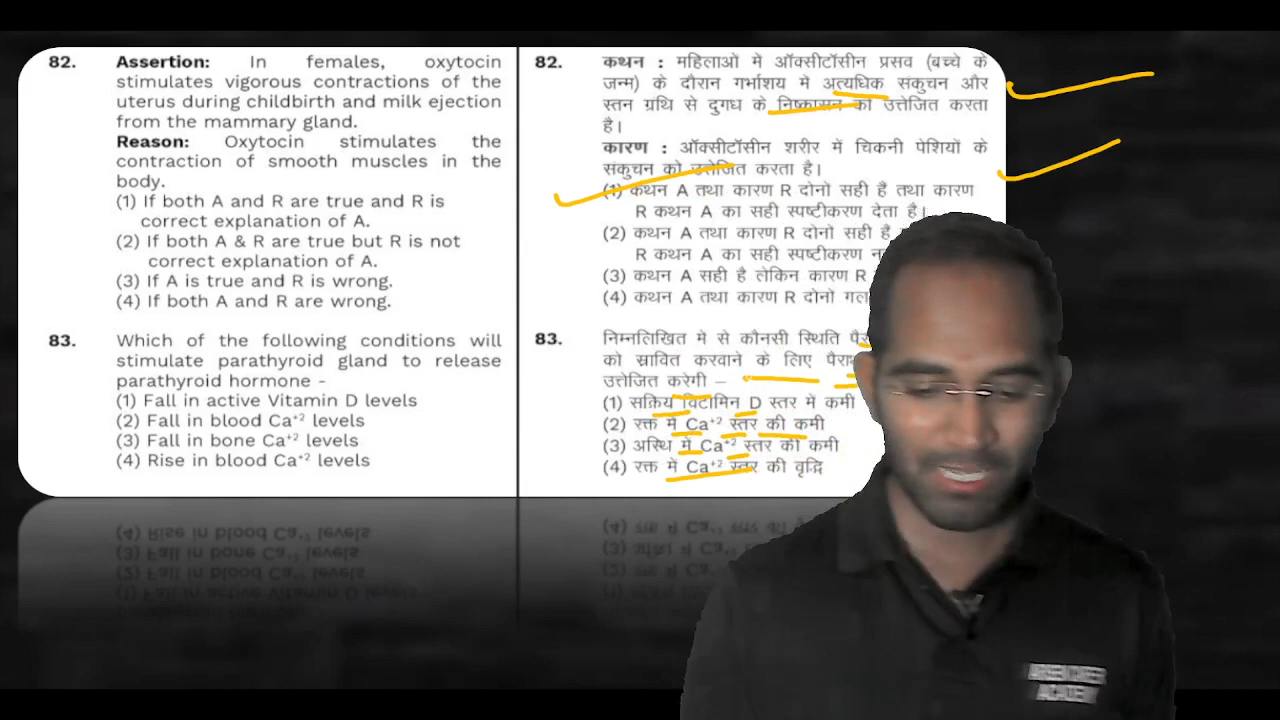 82. Assertion: In females, oxytocin
stimulates vigorous contractions of the
uterus during childbirth and milk ejection
from the mammary gland.
Reason: Oxytocin stimulates the
contraction of smooth muscles in the
body.
(1) If both A and R are true and R is
correct explanation of A.
(2) If both A & R are true but R is not
correct explanation of A.
(3) If A is true and R is wrong.
(4) If both A and R are wrong.
83. Which of the following conditions will
stimulate parathyroid gland to release
parathyroid hormone -
(1) Fall in active Vitamin D levels
(2) Fall in blood Ca⁺² levels
(3) Fall in bone Ca⁺² levels
(4) Rise in blood Ca⁺² levels
82. कथन : महिलाओं मे ऑक्सीटॉसीन प्रसव (बच्चे के
जन्म) के दौरान गर्भाशय मे अत्यधिक संकुचन और
स्तन ग्रथि से दुगध के निष्कासन को उत्तेजित करता
है।
कारण : ऑक्सीटॉसीन शरीर में चिकनी पेशियों के
संकुचन को उत्तेजित करता है।
(1) कथन A तथा कारण R दोनो सही है तथा कारण
R कथन A का सही स्पष्टीकरण देता है।
(2) कथन A तथा कारण R दोनो सही है
R कथन A का सही स्पष्टीकरण
(3) कथन A सही है लेकिन कारण R
(4) कथन A तथा कारण R दोनो
83. निम्नलिखित मे से कौनसी स्थिति
को स्रावित करवाने के लिए
उत्तेजित करेगी –
(1) सक्रिय विटामिन D स्तर में कमी
(2) रक्त में Ca⁺² स्तर की कमी
(3) अस्थि में Ca⁺² स्तर की कमी
(4) रक्त में Ca⁺² स्तर की वृद्धि
ACADEMY